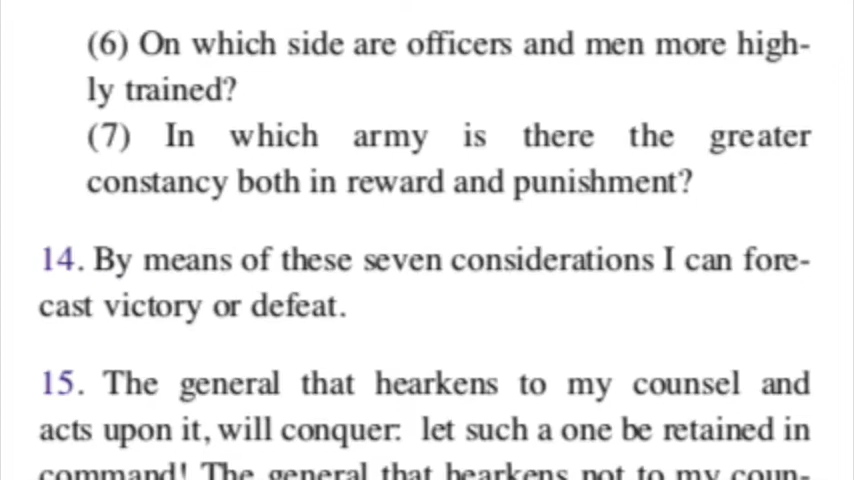 (6) On which side are officers and men more high-
ly trained?
(7) In which army is there the greater
constancy both in reward and punishment?
14. By means of these seven considerations I can fore-
cast victory or defeat.
15. The general that hearkens to my counsel and
acts upon it, will conquer: let such a one be retained in
command! The general that hearkens not to my coun-